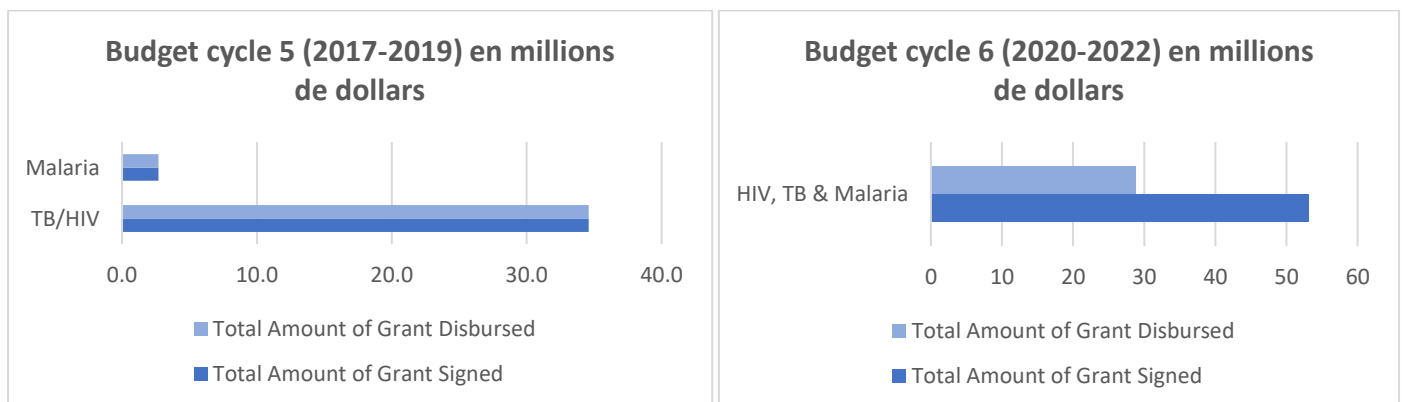 Budget cycle 5 (2017-2019) en millions
de dollars
Malaria
TB/HIV
0.0 10.0 20.0 30.0 40.0
Total Amount of Grant Disbursed
Total Amount of Grant Signed
Budget cycle 6 (2020-2022) en millions
de dollars
HIV, TB & Malaria
0 10 20 30 40 50 60
Total Amount of Grant Disbursed
Total Amount of Grant Signed